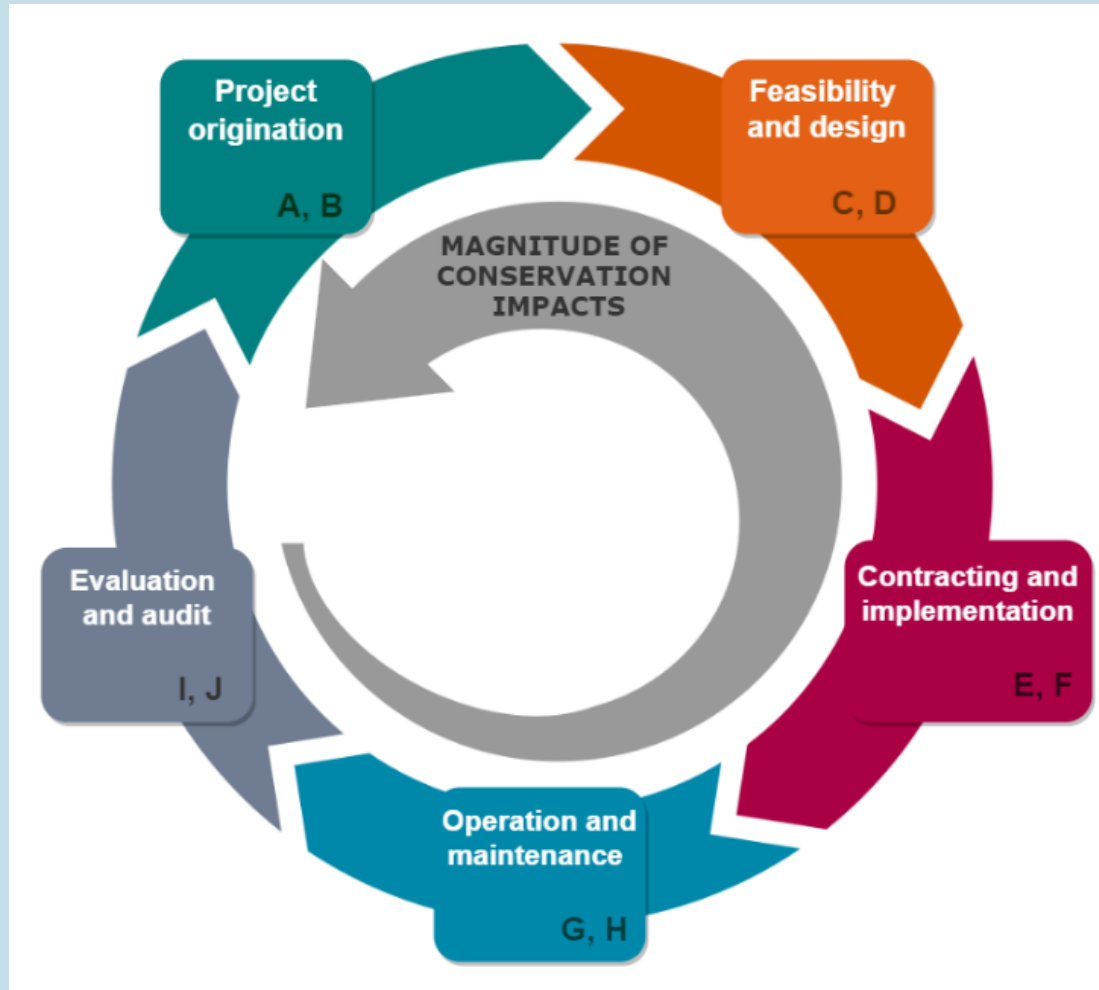 Project
origination
A, B
Feasibility
and design
C, D
MAGNITUDE OF
CONSERVATION
IMPACTS
Contracting and
implementation
E, F
Operation and
maintenance
G, H
Evaluation
and audit
I, J